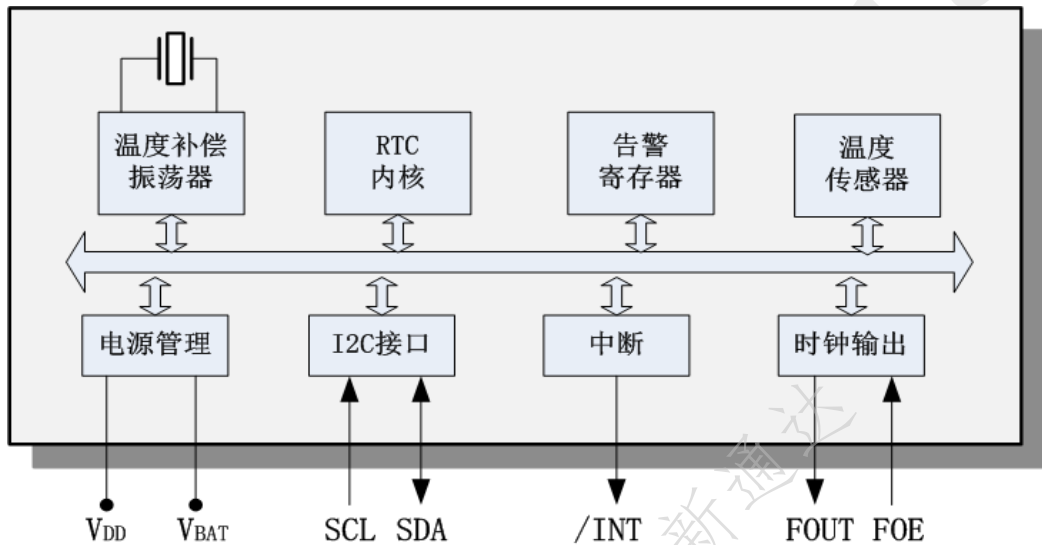 温度补偿
振荡器
RTC
内核
告警
寄存器
温度
传感器
电源管理
I2C接口
中断
时钟输出
VDD
VBAT
SCL
SDA
/INT
FOUT
FOE
新通达